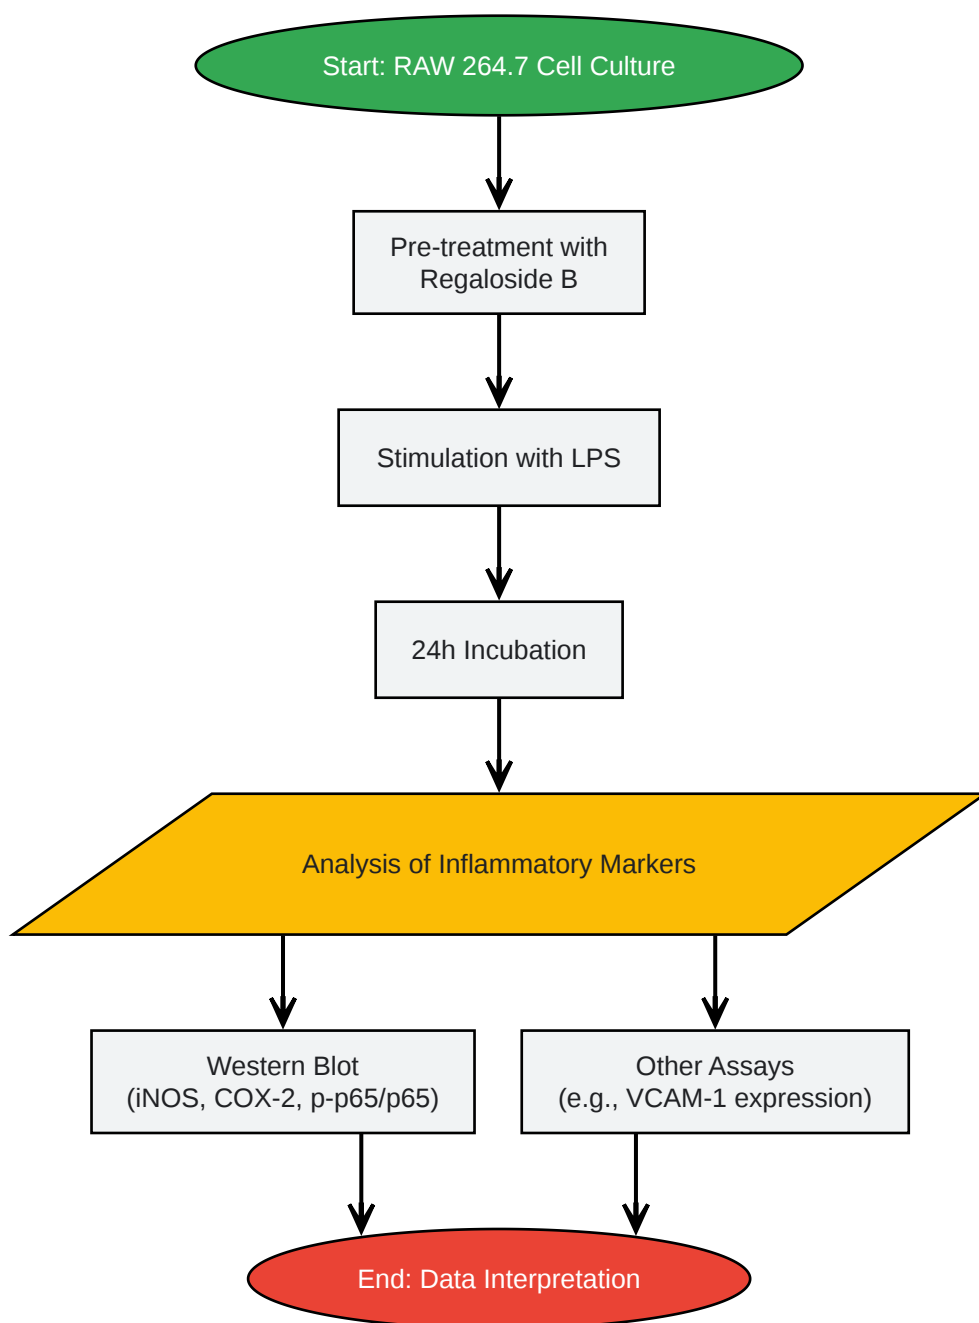 Start: RAW 264.7 Cell Culture
Pre-treatment with
Regaloside B
Stimulation with LPS
24h Incubation
Analysis of Inflammatory Markers
Western Blot
(iNOS, COX-2, p-p65/p65)
Other Assays
(e.g., VCAM-1 expression)
End: Data Interpretation